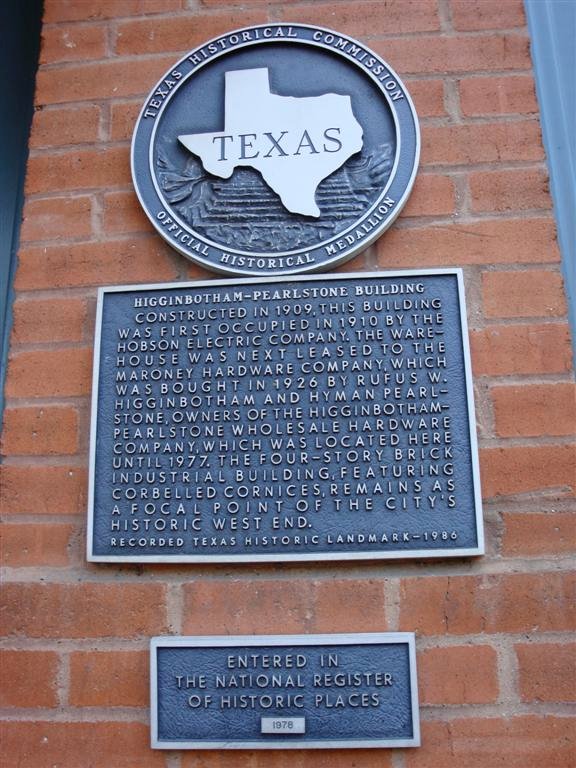 TEXAS HISTORICAL COMMISSION
TEXAS
OFFICIAL HISTORICAL MEDALLION
HIGGINBOTHAM-PEARLSTONE BUILDING
CONSTRUCTED IN 1909, THIS BUILDING
WAS FIRST OCCUPIED IN 1910 BY THE
HOBSON ELECTRIC COMPANY. THE WARE-
HOUSE WAS NEXT LEASED TO THE
MARONEY HARDWARE COMPANY, WHICH
WAS BOUGHT IN 1926 BY RUFUS W.
HIGGINBOTHAM AND HYMAN PEARL-
STONE, OWNERS OF THE HIGGINBOTHAM-
PEARLSTONE WHOLESALE HARDWARE
COMPANY, WHICH WAS LOCATED HERE
UNTIL 1977. THE FOUR-STORY BRICK
INDUSTRIAL BUILDING, FEATURING
CORBELLED CORNICES, REMAINS AS
A FOCAL POINT OF THE CITY'S
HISTORIC WEST END.
RECORDED TEXAS HISTORIC LANDMARK-1986
ENTERED IN
THE NATIONAL REGISTER
OF HISTORIC PLACES
1978